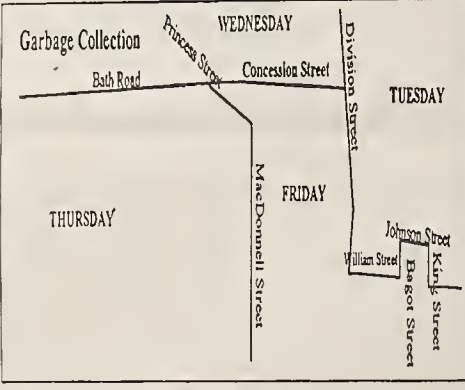 WEDNESDAY
Garbage Collection
Princess Street
Bath Road
Concession Street
Division Street
TUESDAY
THURSDAY
MacDonnell Street
FRIDAY
Johnson Street
William Street
Bagot Street
King Street